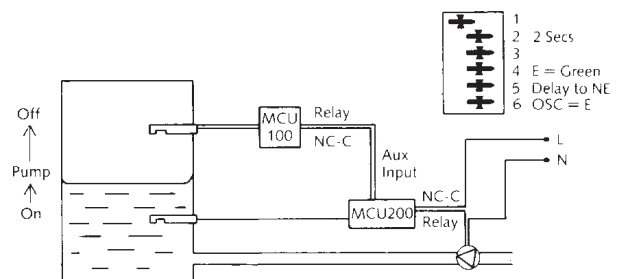 1
2 2 Secs
3
4 E = Green
5 Delay to NE
6 OSC = E
Off
Pump
On
MCU
100
Relay
NC-C
Aux
Input
L
N
MCU200
NC-C
Relay